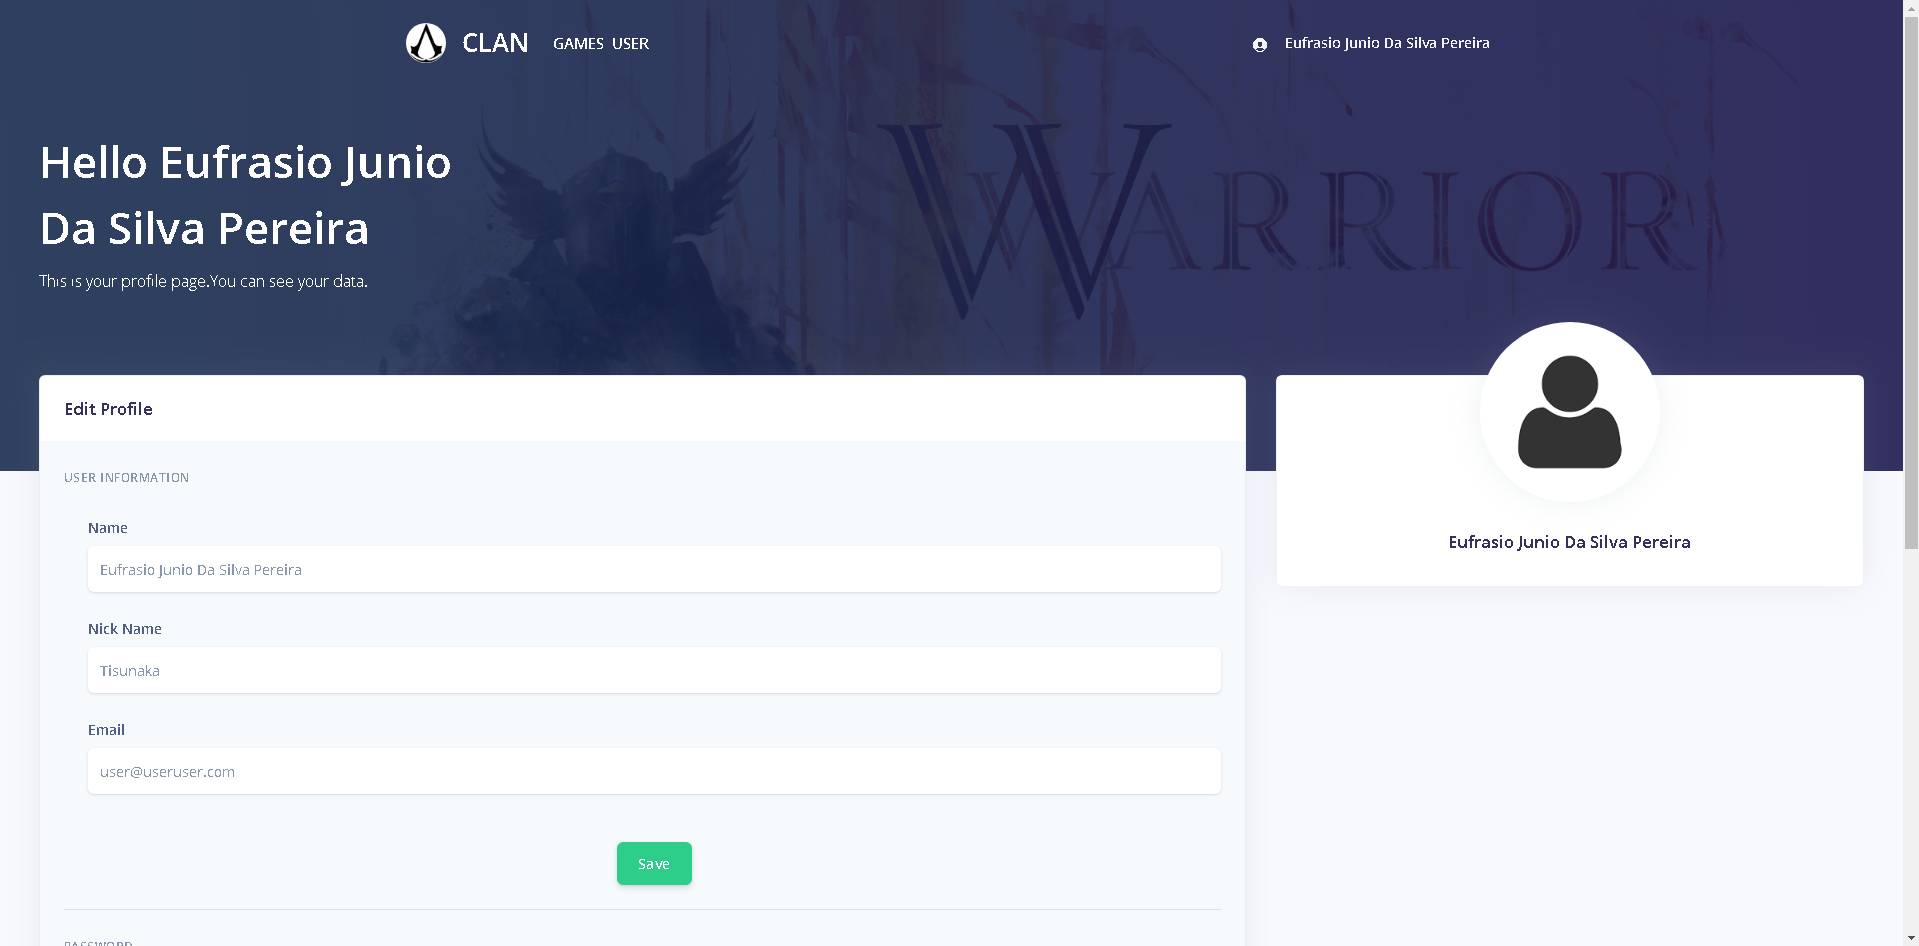 CLAN GAMES USER Eufrasio Junio Da Silva Pereira
WARRIOR
Hello Eufrasio Junio
Da Silva Pereira
This is your profile page.You can see your data.
Edit Profile
USER INFORMATION
Name
Eufrasio Junio Da Silva Pereira
Nick Name
Tisunaka
Email
user@useruser.com
Save
Eufrasio Junio Da Silva Pereira
PASSWORD